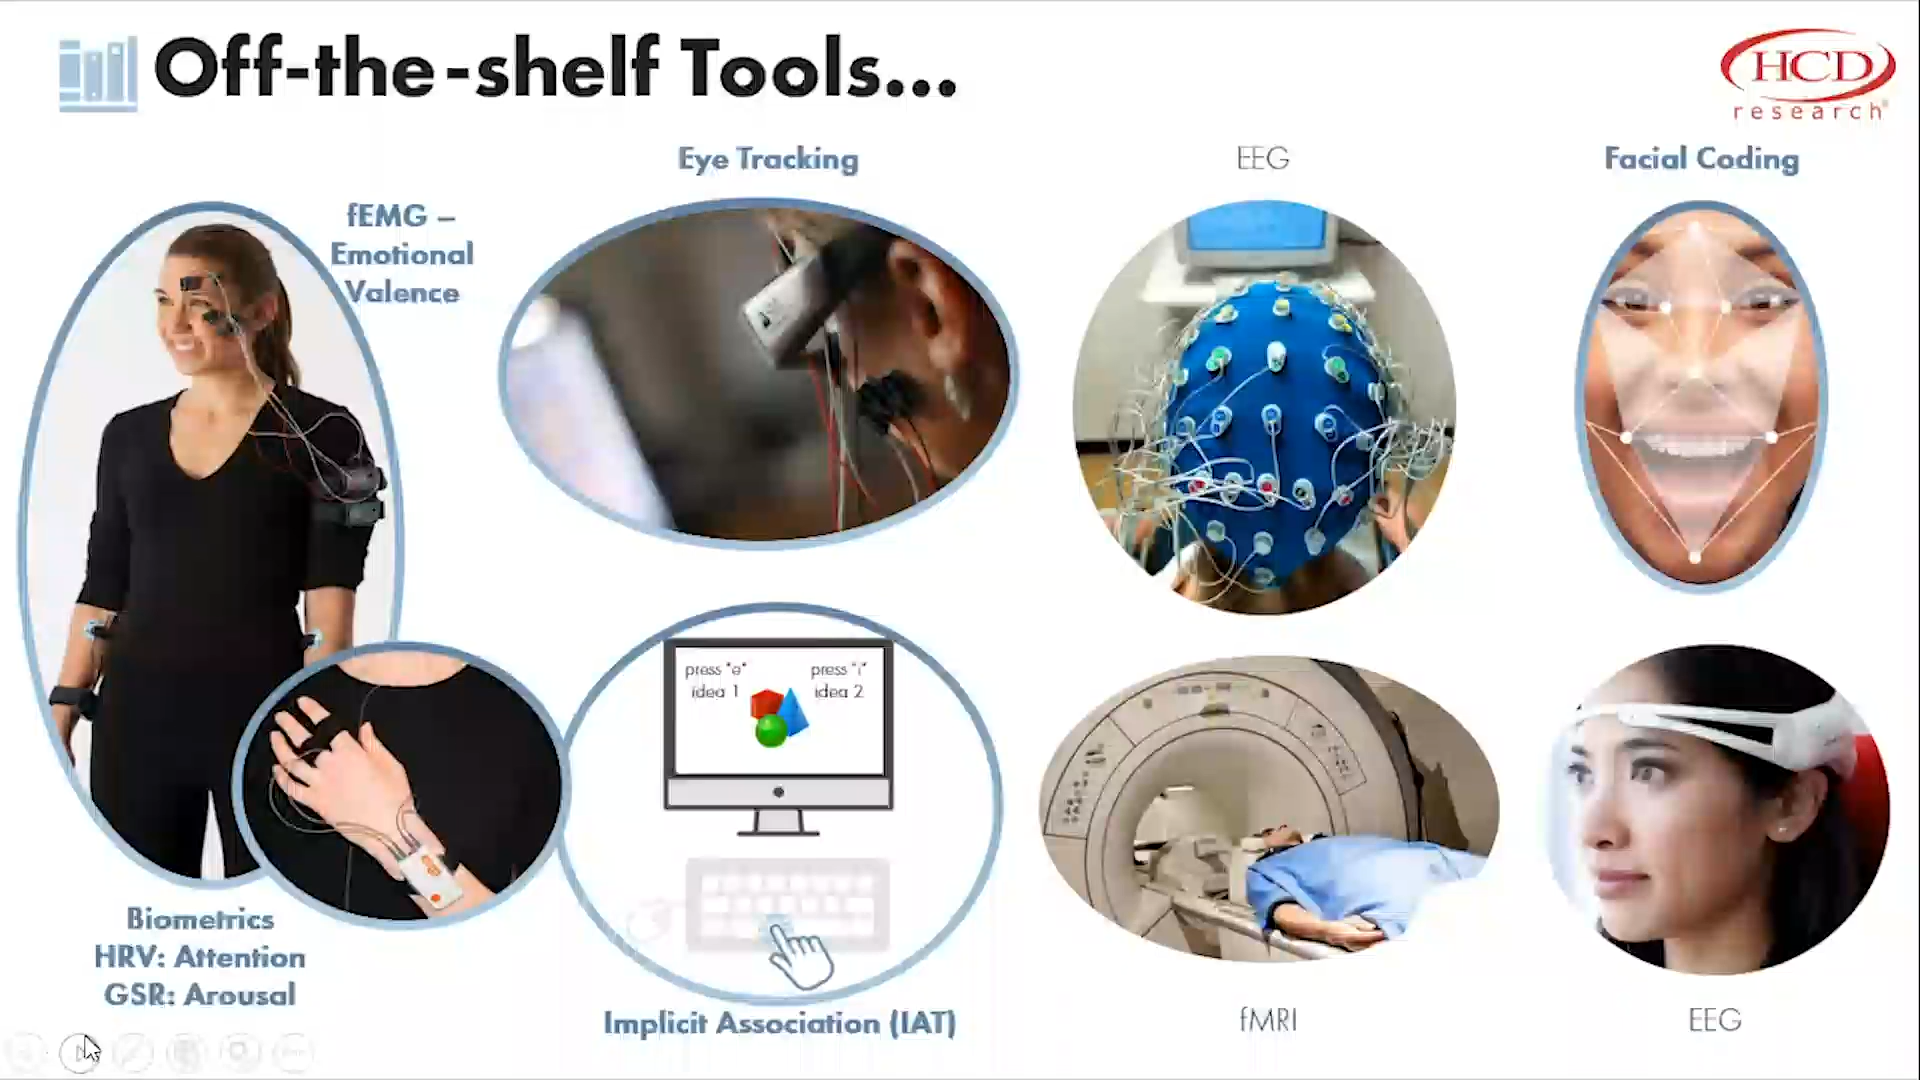 Off-the-shelf Tools...
HCD
research®
Eye Tracking
EEG
Facial Coding
fEMG –
Emotional
Valence
press "e"
idea 1
press "i"
idea 2
Biometrics
HRV: Attention
GSR: Arousal
Implicit Association (IAT)
fMRI
EEG